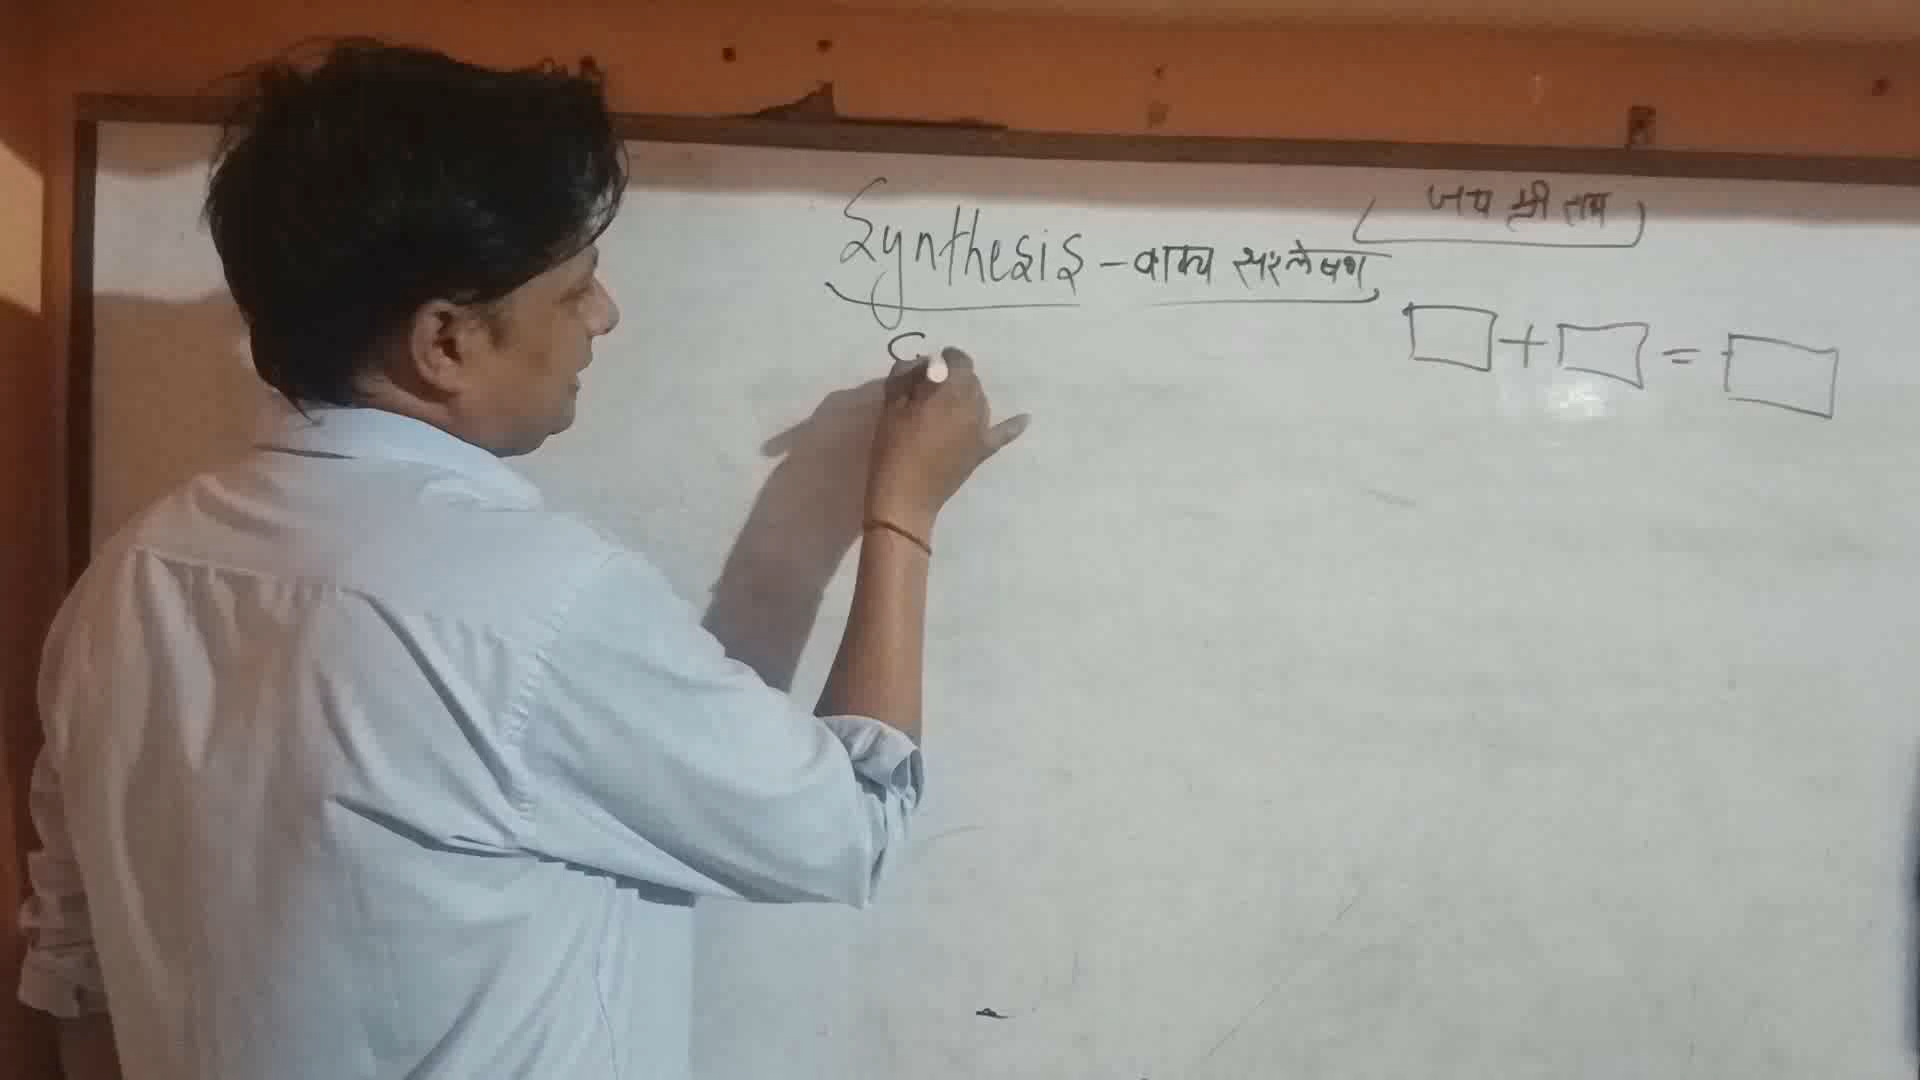 जय श्री राम
Synthesis - वाक्य संश्लेषण
□ + □ = □